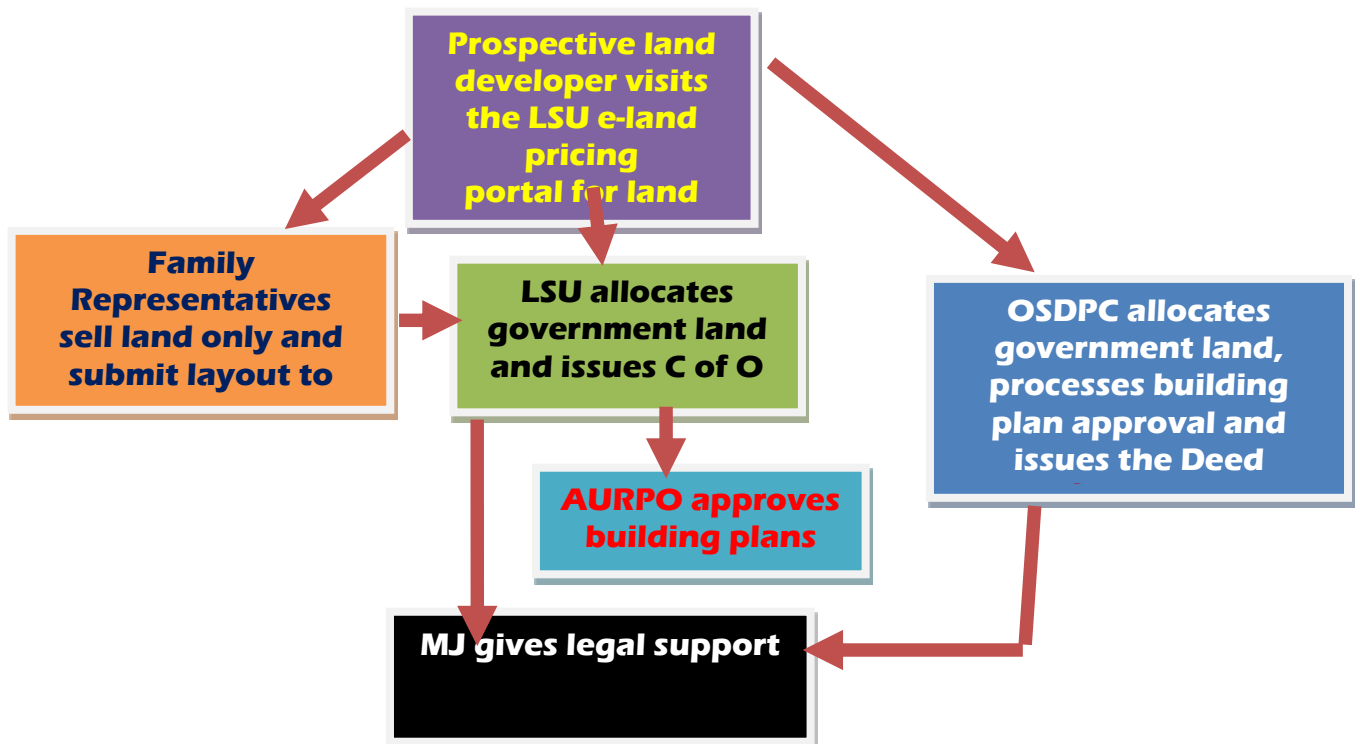 Prospective land
developer visits
the LSU e-land
pricing
portal for land
Family
Representatives
sell land only and
submit layout to
LSU allocates
government land
and issues C of O
OSDPC allocates
government land,
processes building
plan approval and
issues the Deed
AURPO approves
building plans
MJ gives legal support